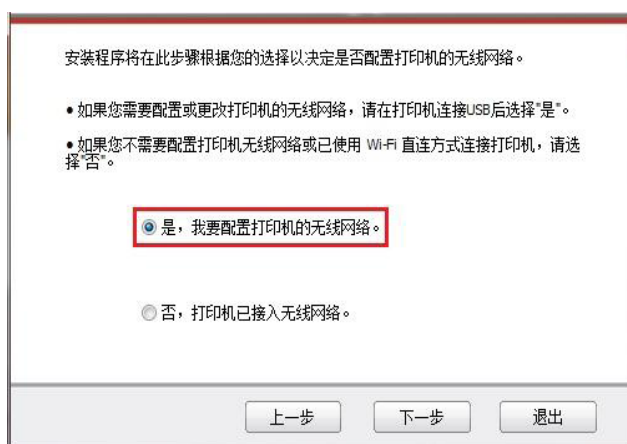 安装程序将在此步骤根据您的选择以决定是否配置打印机的无线网络。
• 如果您需要配置或更改打印机的无线网络，请在打印机连接USB后选择"是"。
• 如果您不需要配置打印机无线网络或已使用 Wi-Fi 直连方式连接打印机，请选
择"否"。
是，我要配置打印机的无线网络。
否，打印机已接入无线网络。
上一步 下一步 退出